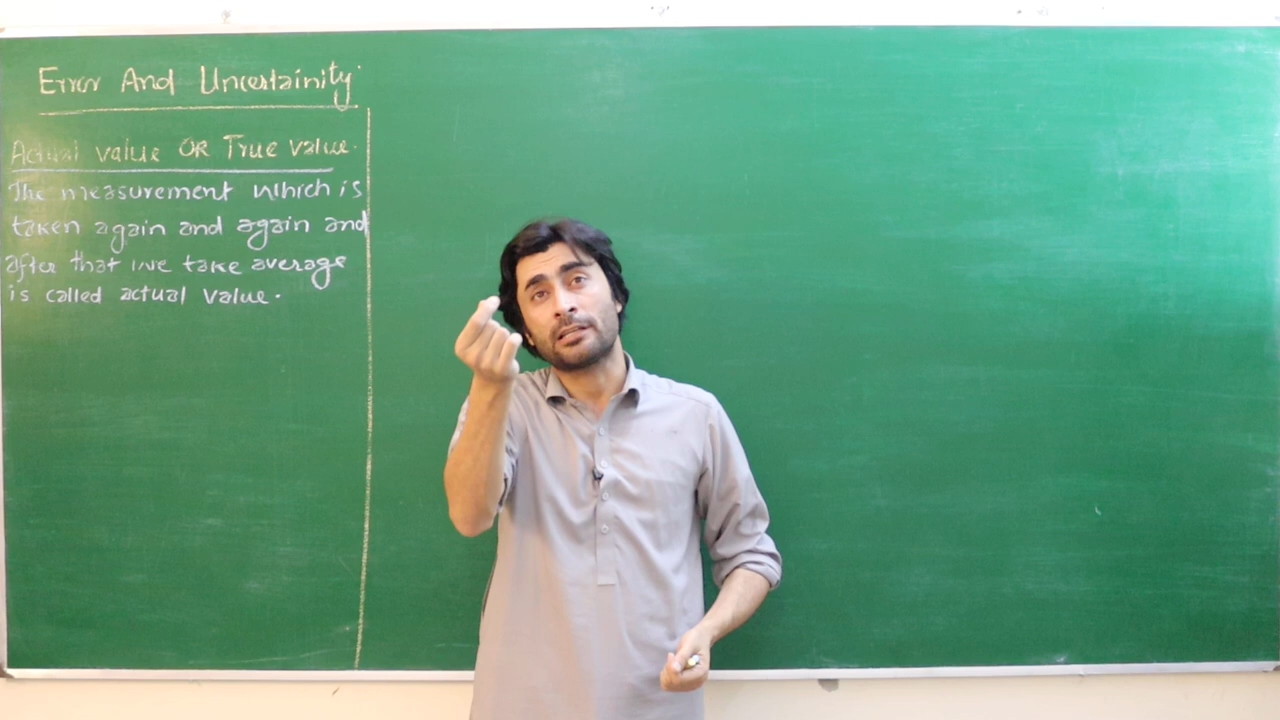 Error And Uncertainity
Actual value OR True value.
The measurement which is
taken again and again and
after that we take average
is called actual value.